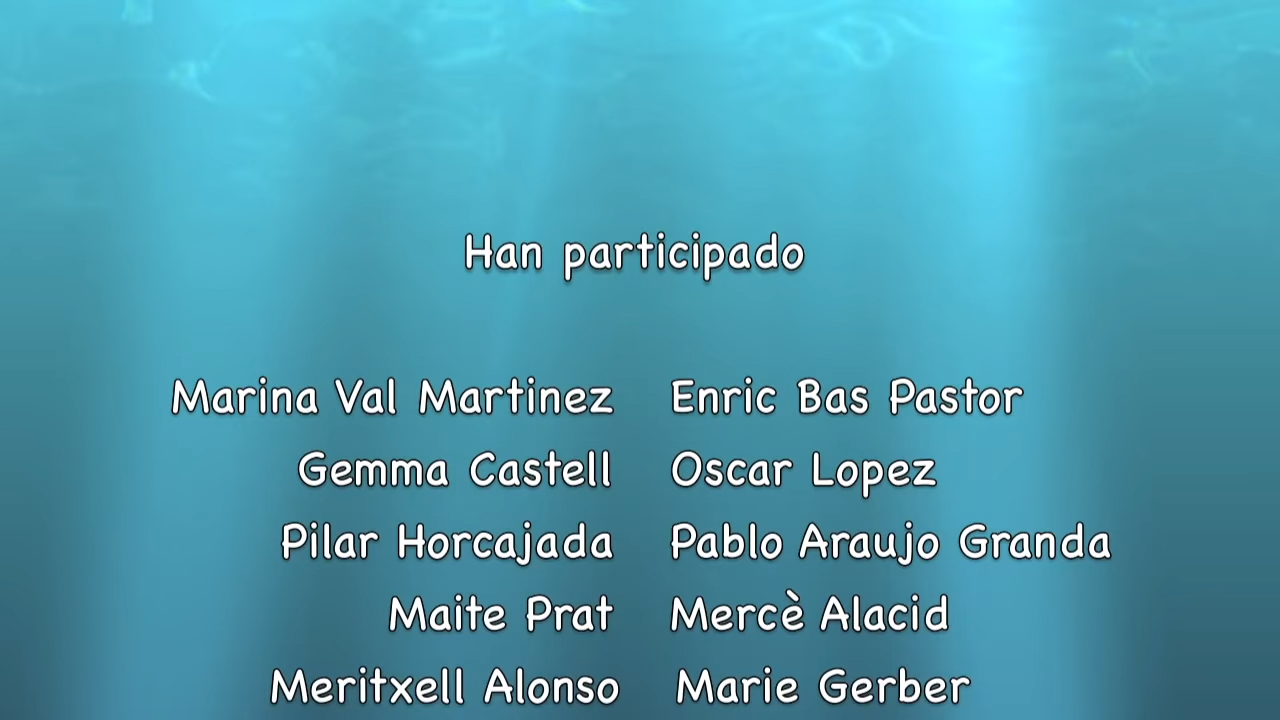 Han participado
Marina Val Martinez Enric Bas Pastor
Gemma Castell Oscar Lopez
Pilar Horcajada Pablo Araujo Granda
Maite Prat Mercè Alacid
Meritxell Alonso Marie Gerber